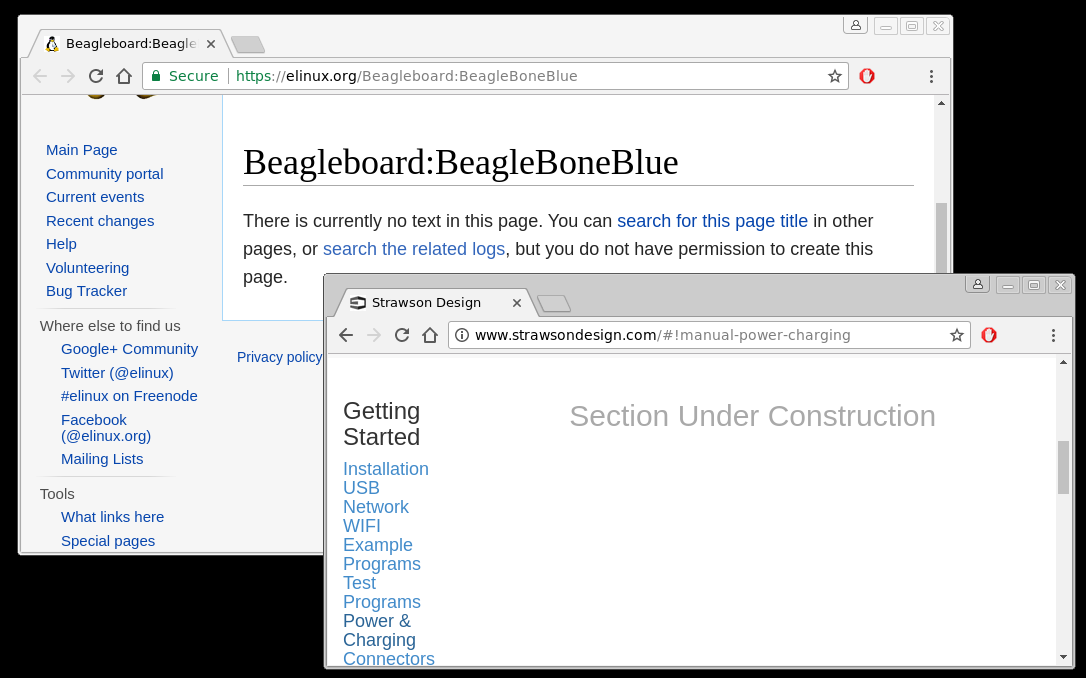 Beagleboard:Beagle
Secure
https://elinux.org/Beagleboard:BeagleBoneBlue
Main Page
Community portal
Current events
Recent changes
Help
Volunteering
Bug Tracker
Where else to find us
Google+ Community
Twitter (@elinux)
#elinux on Freenode
Facebook
(@elinux.org)
Mailing Lists
Tools
What links here
Special pages
Beagleboard:BeagleBoneBlue
There is currently no text in this page. You can search for this page title in other
pages, or search the related logs, but you do not have permission to create this
page.
Privacy policy
Strawson Design
www.strawsondesign.com/#!manual-power-charging
Getting
Started
Installation
USB
Network
WIFI
Example
Programs
Test
Programs
Power &
Charging
Connectors
Section Under Construction